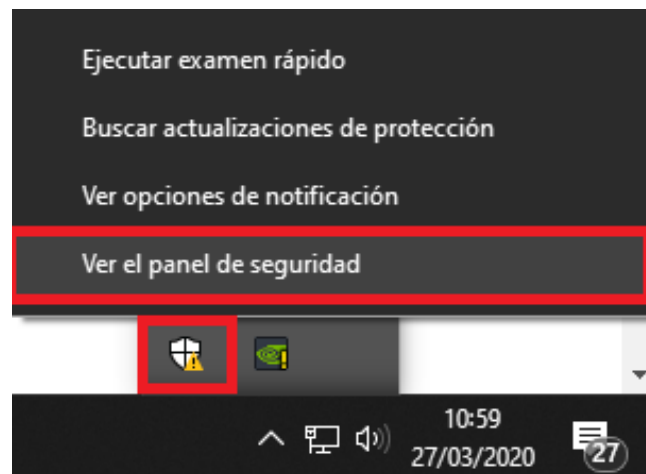 Ejecutar examen rápido
Buscar actualizaciones de protección
Ver opciones de notificación
Ver el panel de seguridad
10:59
27/03/2020
27